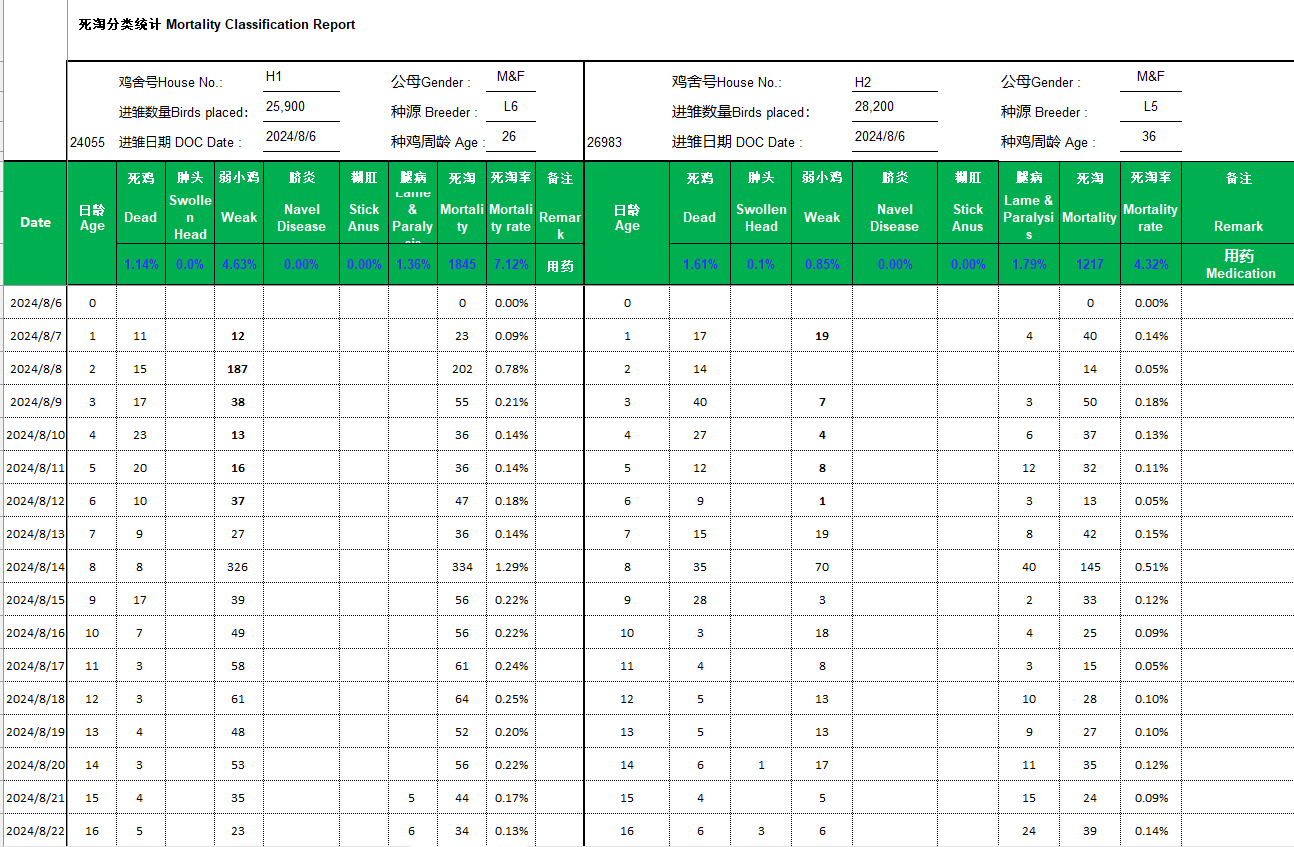 死淘分类统计 Mortality Classification Report
鸡舍号House No.: H1 公母Gender : M&F 鸡舍号House No.: H2 公母Gender : M&F
进雏数量Birds placed: 25,900 种源 Breeder : L6 进雏数量Birds placed: 28,200 种源 Breeder : L5
24055 进雏日期 DOC Date : 2024/8/6 种鸡周龄 Age : 26 26983 进雏日期 DOC Date : 2024/8/6 种鸡周龄 Age : 36
Date 日龄 Age 死鸡 Dead 肿头 Swollen Head 弱小鸡 Weak 脐炎 Navel Disease 糊肛 Stick Anus 腿病 Lame & Paralysis 死淘 Mortality 死淘率 Mortality rate 备注 Remark 日龄 Age 死鸡 Dead 肿头 Swollen Head 弱小鸡 Weak 脐炎 Navel Disease 糊肛 Stick Anus 腿病 Lame & Paralysis 死淘 Mortality 死淘率 Mortality rate 备注 Remark
1.14% 0.0% 4.63% 0.00% 0.00% 1.36% 1845 7.12% 用药 1.61% 0.1% 0.85% 0.00% 0.00% 1.79% 1217 4.32% 用药 Medication
2024/8/6 0 0 0.00% 0 0 0.00%
2024/8/7 1 11 12 23 0.09% 1 17 19 4 40 0.14%
2024/8/8 2 15 187 202 0.78% 2 14 14 0.05%
2024/8/9 3 17 38 55 0.21% 3 40 7 3 50 0.18%
2024/8/10 4 23 13 36 0.14% 4 27 4 6 37 0.13%
2024/8/11 5 20 16 36 0.14% 5 12 8 12 32 0.11%
2024/8/12 6 10 37 47 0.18% 6 9 1 3 13 0.05%
2024/8/13 7 9 27 36 0.14% 7 15 19 8 42 0.15%
2024/8/14 8 8 326 334 1.29% 8 35 70 40 145 0.51%
2024/8/15 9 17 39 56 0.22% 9 28 3 2 33 0.12%
2024/8/16 10 7 49 56 0.22% 10 3 18 4 25 0.09%
2024/8/17 11 3 58 61 0.24% 11 4 8 3 15 0.05%
2024/8/18 12 3 61 64 0.25% 12 5 13 10 28 0.10%
2024/8/19 13 4 48 52 0.20% 13 5 13 9 27 0.10%
2024/8/20 14 3 53 56 0.22% 14 6 1 17 11 35 0.12%
2024/8/21 15 4 35 5 44 0.17% 15 4 5 15 24 0.09%
2024/8/22 16 5 23 6 34 0.13% 16 6 3 6 24 39 0.14%